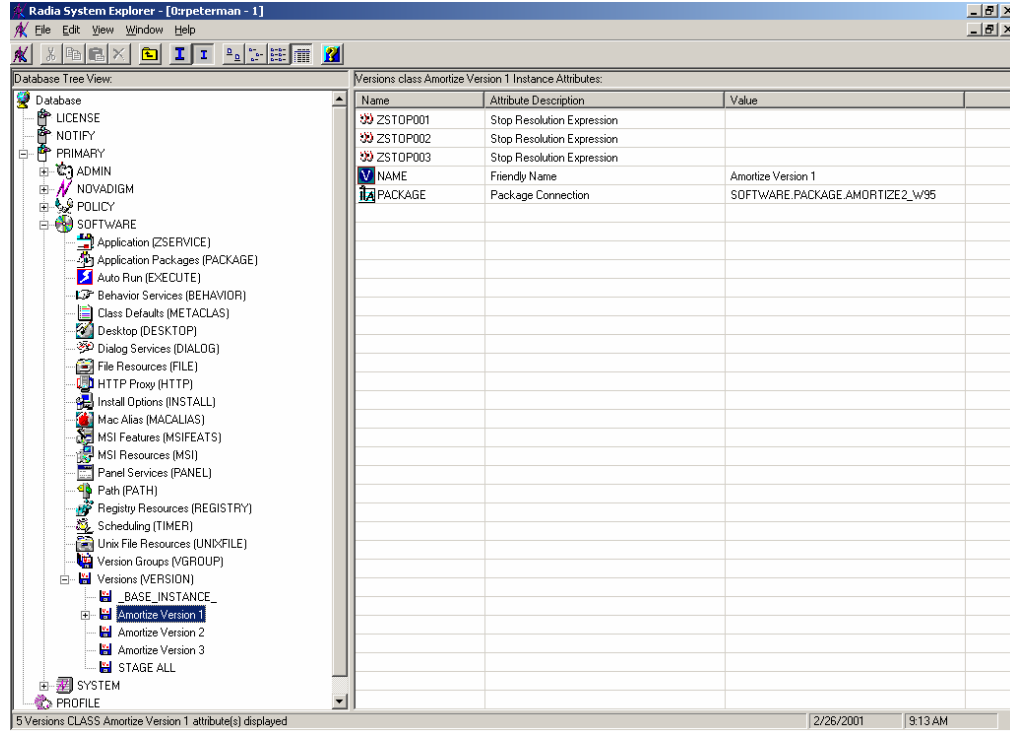 Radia System Explorer - [0:rpeterman - 1]
File Edit View Window Help
Database Tree View:
Versions class Amortize Version 1 Instance Attributes:
Database
LICENSE
NOTIFY
PRIMARY
ADMIN
NOVADIGM
POLICY
SOFTWARE
Application (ZSERVICE)
Application Packages (PACKAGE)
Auto Run (EXECUTE)
Behavior Services (BEHAVIOR)
Class Defaults (METACLAS)
Desktop (DESKTOP)
Dialog Services (DIALOG)
File Resources (FILE)
HTTP Proxy (HTTP)
Install Options (INSTALL)
Mac Alias (MACALIAS)
MSI Features (MSIFEATS)
MSI Resources (MSI)
Panel Services (PANEL)
Path (PATH)
Registry Resources (REGISTRY)
Scheduling (TIMER)
Unix File Resources (UNIXFILE)
Version Groups (VGROUP)
Versions (VERSION)
_BASE_INSTANCE_
Amortize Version 1
Amortize Version 2
Amortize Version 3
STAGE ALL
SYSTEM
PROFILE
Name Attribute Description Value
ZSTOP001 Stop Resolution Expression
ZSTOP002 Stop Resolution Expression
ZSTOP003 Stop Resolution Expression
NAME Friendly Name Amortize Version 1
PACKAGE Package Connection SOFTWARE.PACKAGE.AMORTIZE2_W95
5 Versions CLASS Amortize Version 1 attribute(s) displayed
2/26/2001 9:13 AM